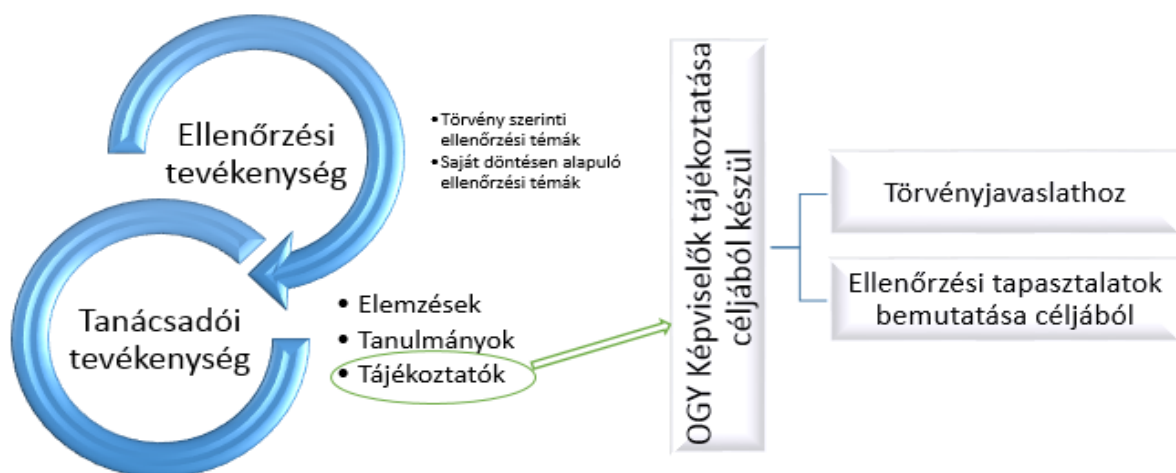 Ellenőrzési
tevékenység
• Törvény szerinti
ellenőrzési témák
• Saját döntésen alapuló
ellenőrzési témák
Tanácsadói
tevékenység
• Elemzések
• Tanulmányok
• Tájékoztatók
OGY Képviselők tájékoztatása
céljából készül
Törvényjavaslathoz
Ellenőrzési tapasztalatok
bemutatása céljából